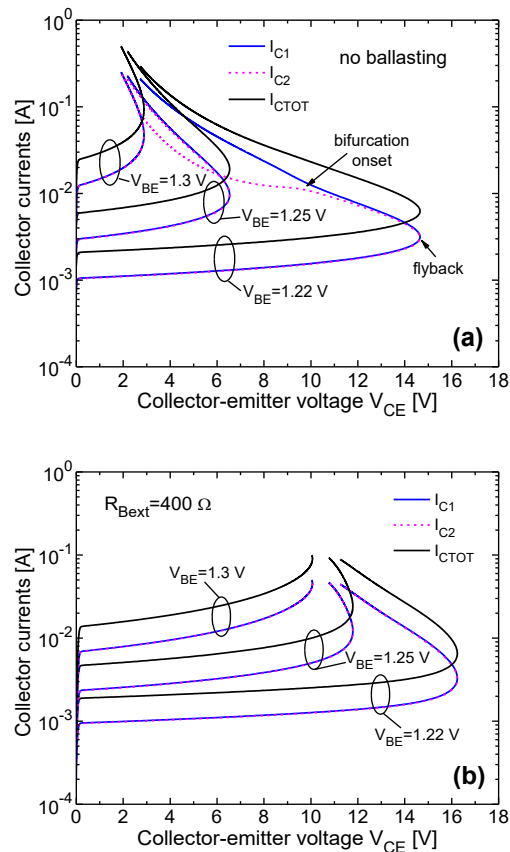 10^0
10^-1
10^-2
10^-3
10^-4
Collector currents [A]
I_C1
I_C2
I_CTOT
no ballasting
bifurcation
onset
V_BE=1.3 V
V_BE=1.25 V
V_BE=1.22 V
flyback
(a)
0 2 4 6 8 10 12 14 16 18
Collector-emitter voltage V_CE [V]
10^0
10^-1
10^-2
10^-3
10^-4
Collector currents [A]
R_Bext=400 Ω
I_C1
I_C2
I_CTOT
V_BE=1.3 V
V_BE=1.25 V
V_BE=1.22 V
(b)
0 2 4 6 8 10 12 14 16 18
Collector-emitter voltage V_CE [V]